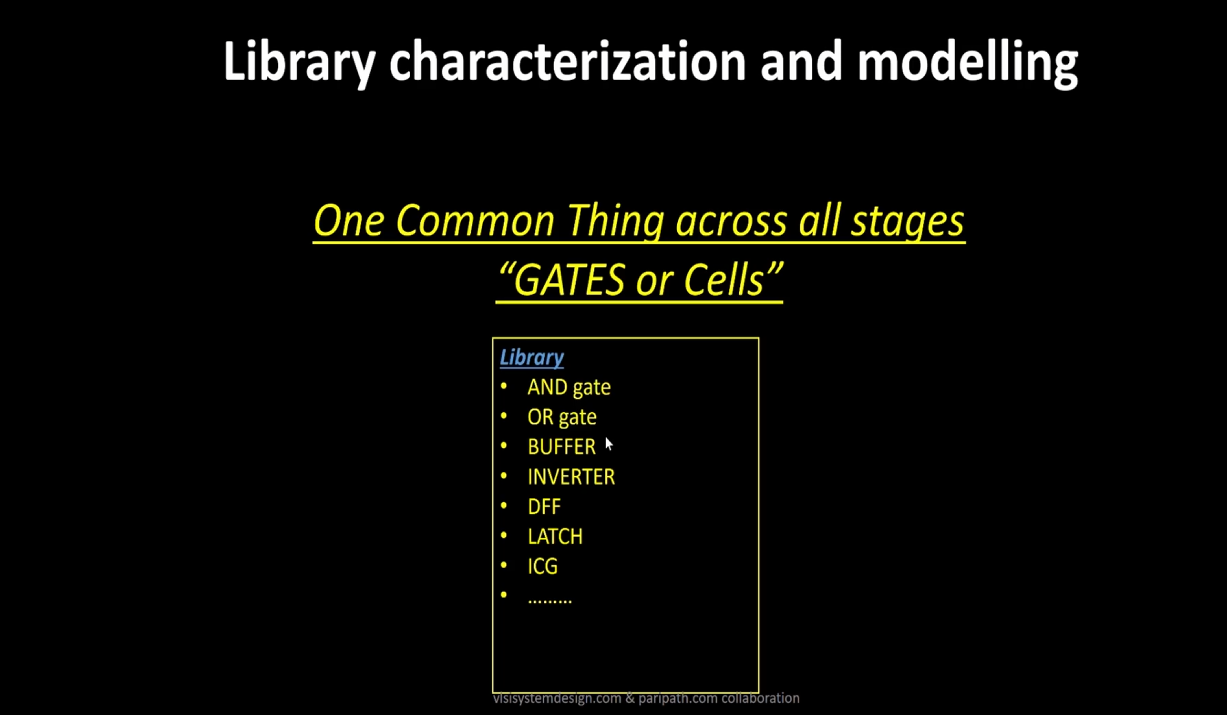 Library characterization and modelling
One Common Thing across all stages
“GATES or Cells”
Library
• AND gate
• OR gate
• BUFFER
• INVERTER
• DFF
• LATCH
• ICG
• .........
vlsisystemdesign.com & paripath.com collaboration